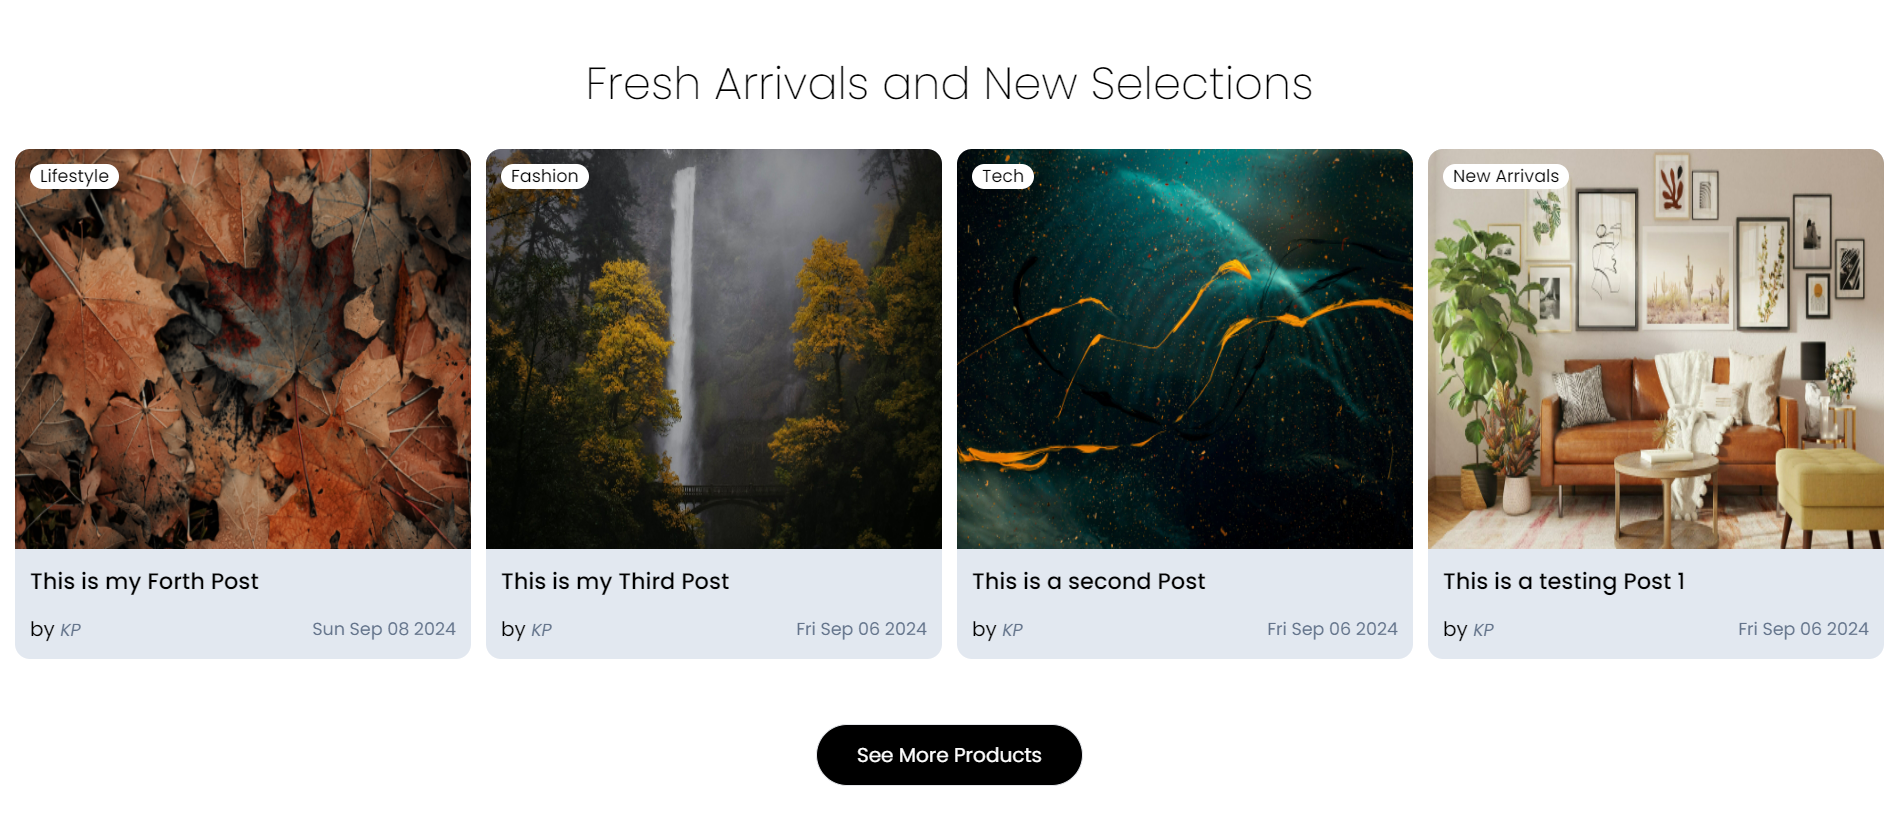 Fresh Arrivals and New Selections
Lifestyle
This is my Forth Post
by KP
Sun Sep 08 2024
Fashion
This is my Third Post
by KP
Fri Sep 06 2024
Tech
This is a second Post
by KP
Fri Sep 06 2024
New Arrivals
This is a testing Post 1
by KP
Fri Sep 06 2024
See More Products